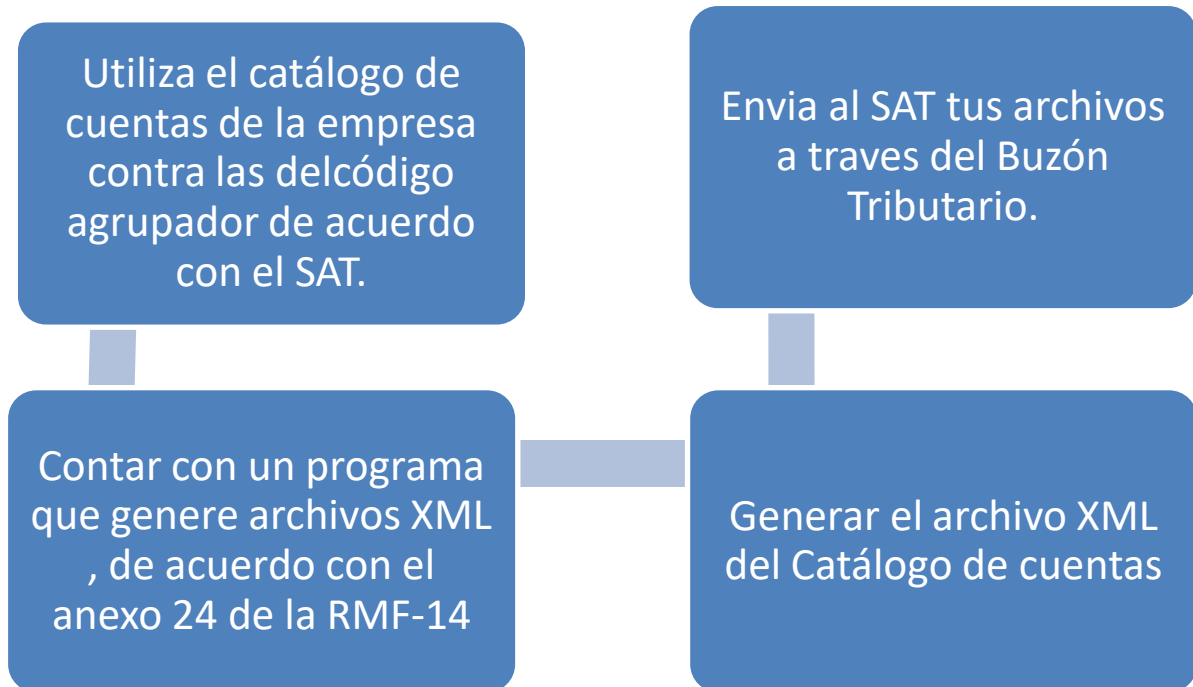 Utiliza el catálogo de
cuentas de la empresa
contra las delcódigo
agrupador de acuerdo
con el SAT.
Contar con un programa
que genere archivos XML
, de acuerdo con el
anexo 24 de la RMF-14
Generar el archivo XML
del Catálogo de cuentas
Envia al SAT tus archivos
a traves del Buzón
Tributario.